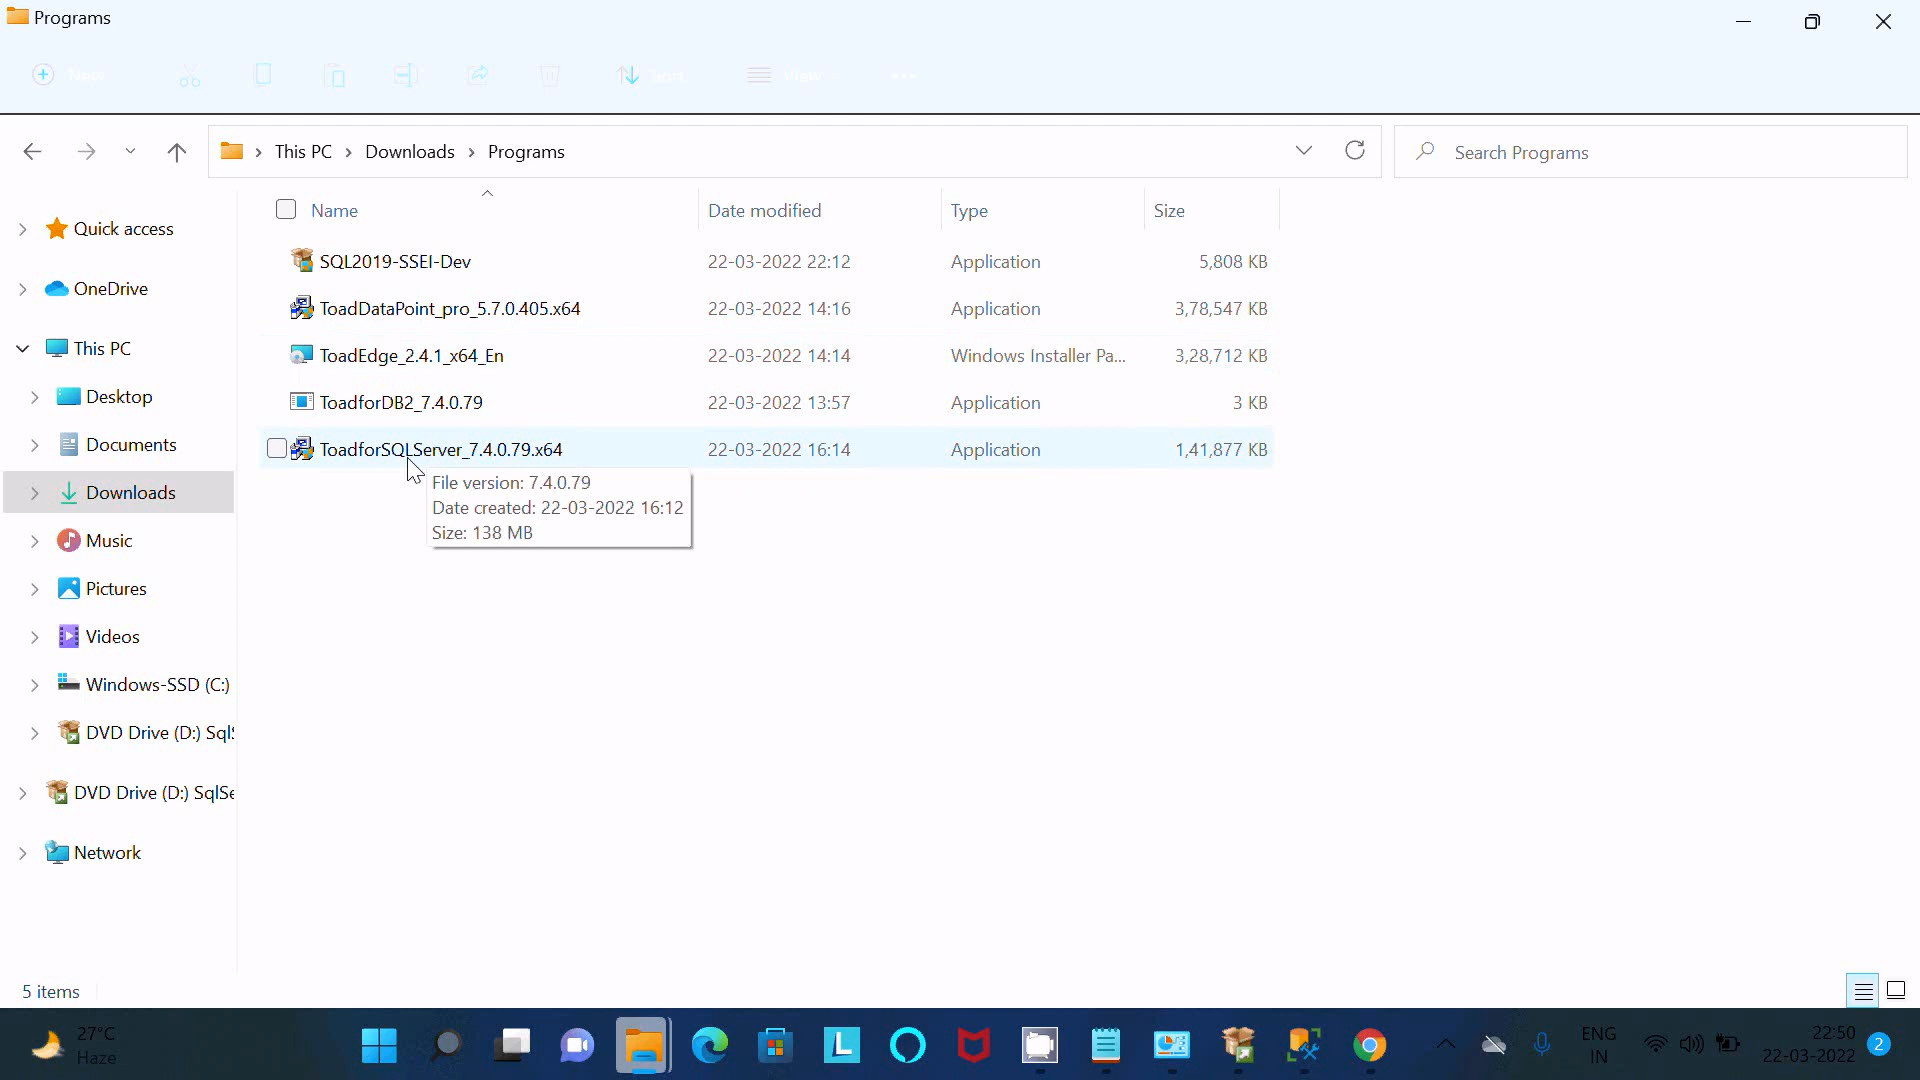 Programs
New
Sort
View
This PC > Downloads > Programs
Search Programs
Name
Date modified
Type
Size
Quick access
OneDrive
This PC
Desktop
Documents
Downloads
Music
Pictures
Videos
Windows-SSD (C:)
DVD Drive (D:) Sql
DVD Drive (D:) SqlSe
Network
SQL2019-SSEI-Dev 22-03-2022 22:12 Application 5,808 KB
ToadDataPoint_pro_5.7.0.405.x64 22-03-2022 14:16 Application 3,78,547 KB
ToadEdge_2.4.1_x64_En 22-03-2022 14:14 Windows Installer Pa... 3,28,712 KB
ToadforDB2_7.4.0.79 22-03-2022 13:57 Application 3 KB
ToadforSQLServer_7.4.0.79.x64 22-03-2022 16:14 Application 1,41,877 KB
File version: 7.4.0.79
Date created: 22-03-2022 16:12
Size: 138 MB
5 items
27°C
Haze
L
ENG
IN
22:50
22-03-2022
2